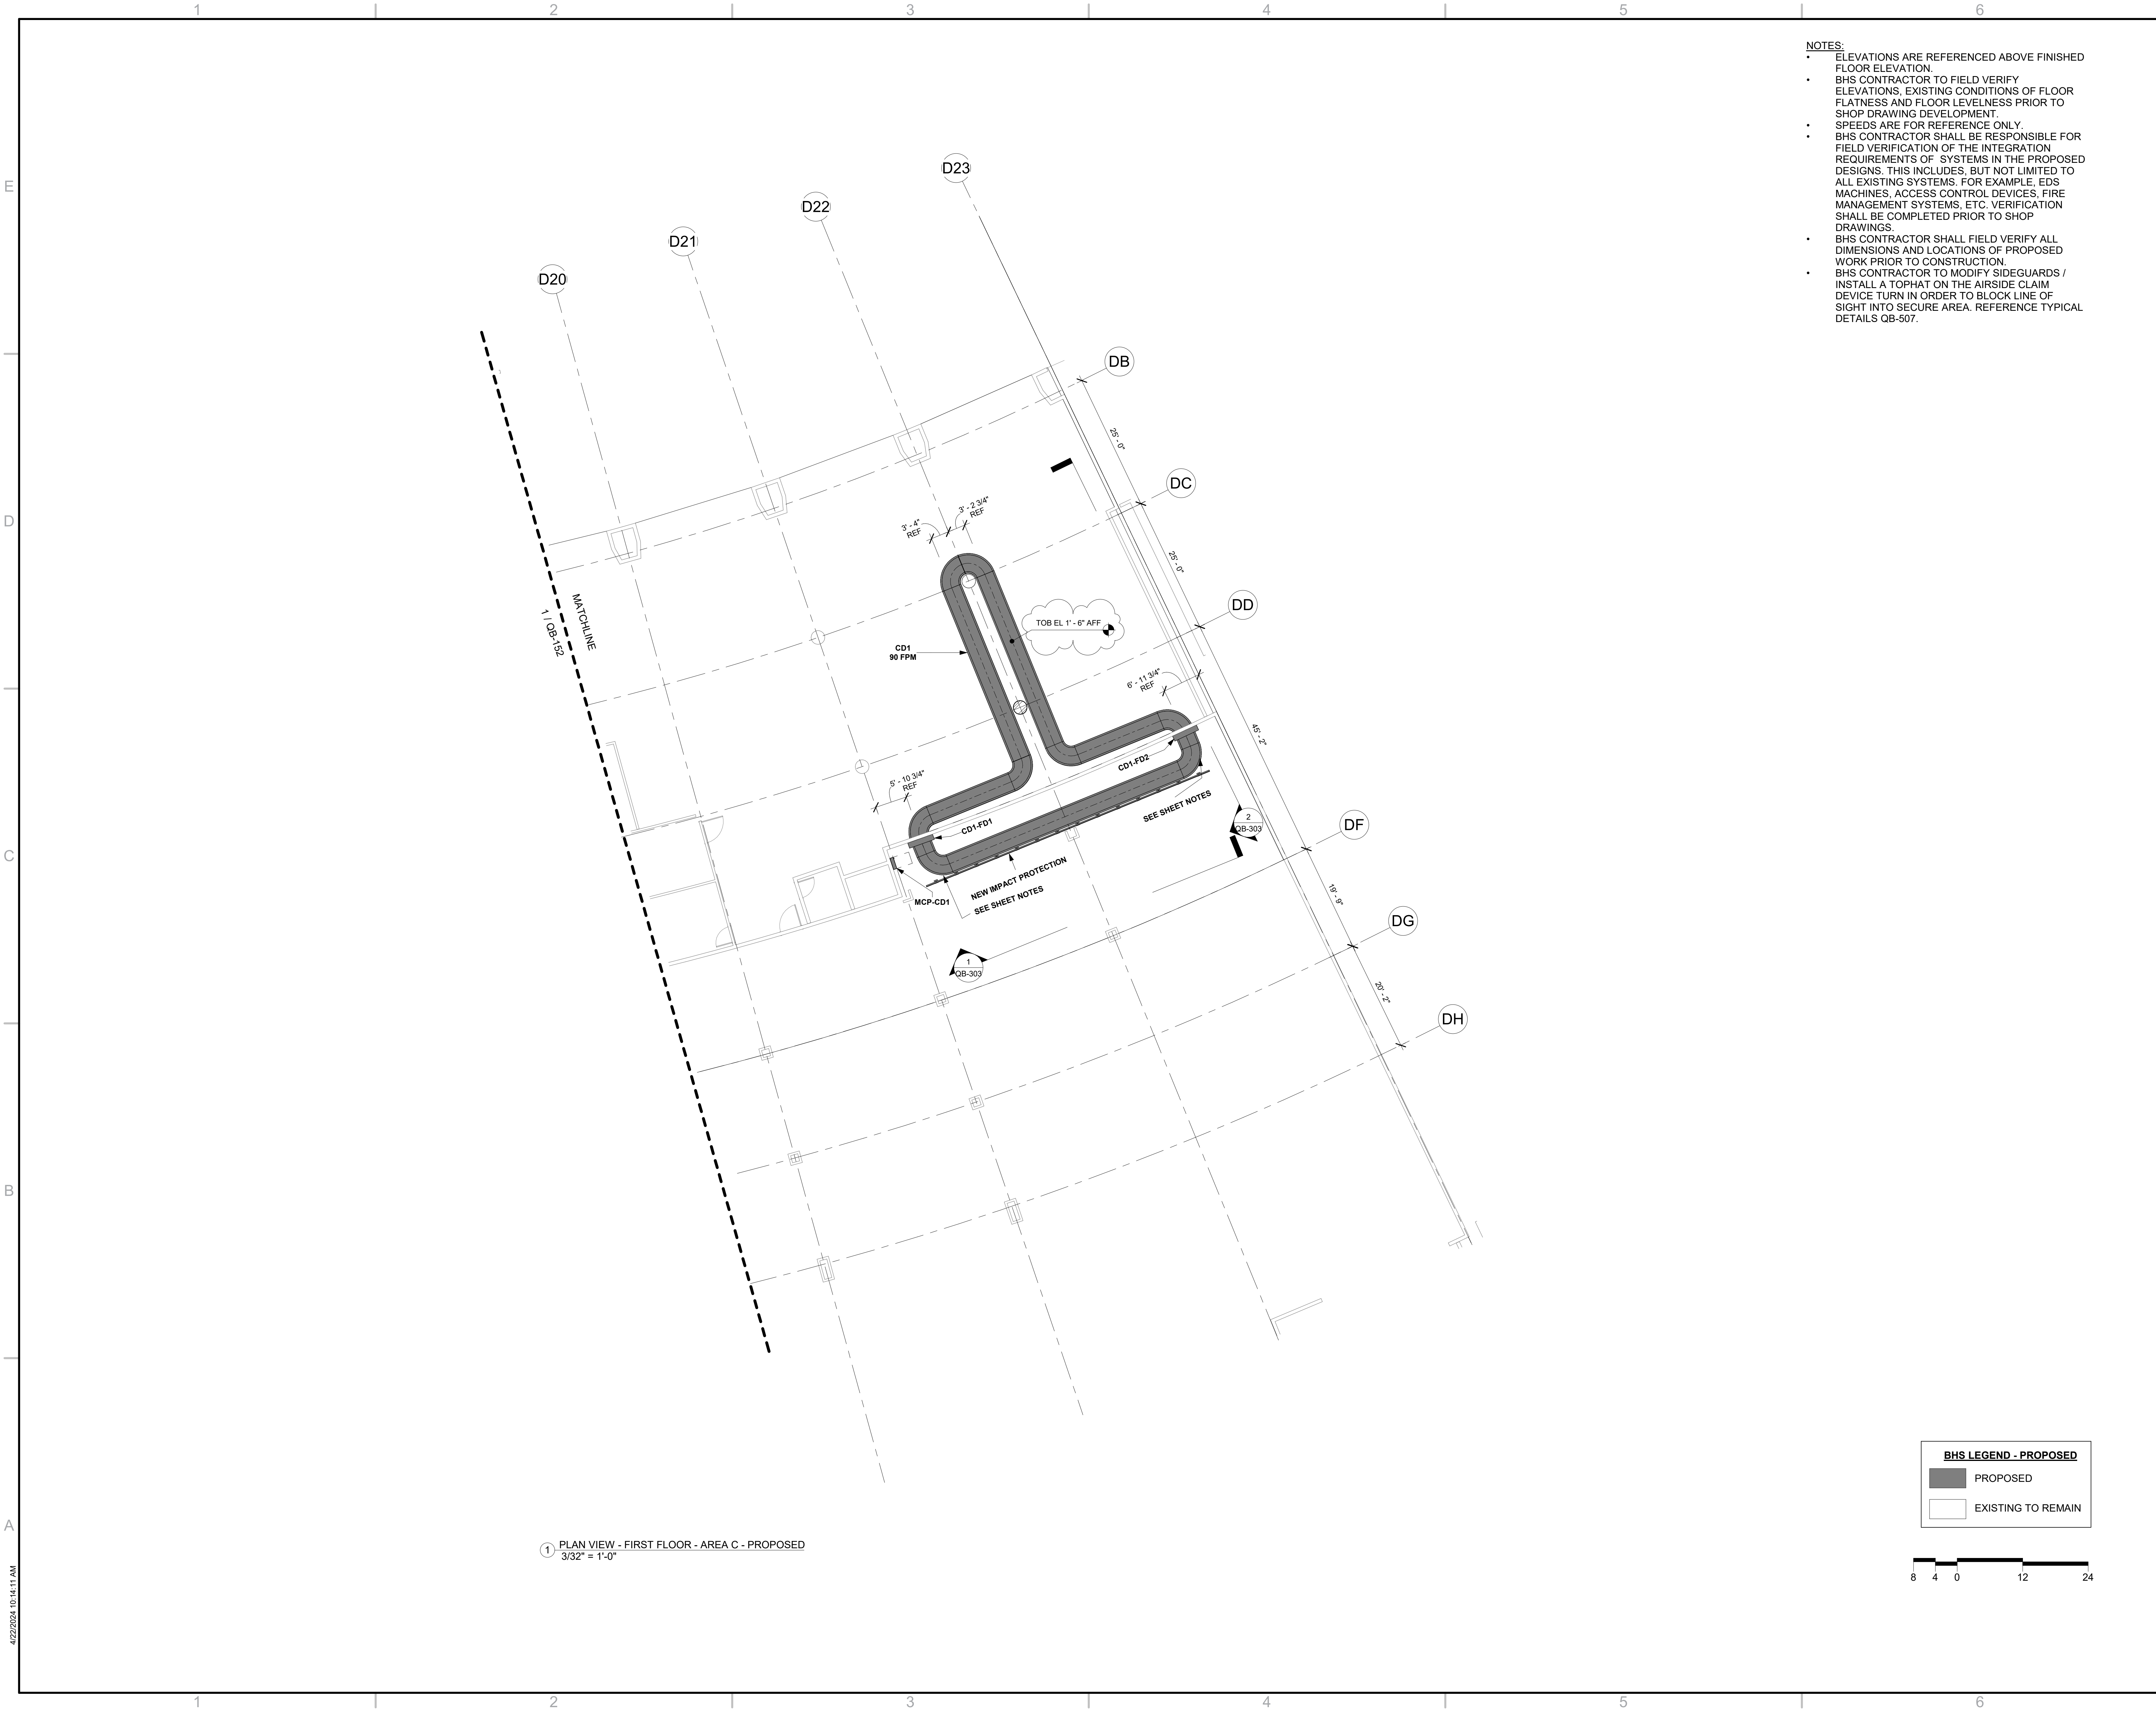 1 2 3 4 5 6
NOTES:
• ELEVATIONS ARE REFERENCED ABOVE FINISHED
FLOOR ELEVATION.
• BHS CONTRACTOR TO FIELD VERIFY
ELEVATIONS, EXISTING CONDITIONS OF FLOOR
FLATNESS AND FLOOR LEVELNESS PRIOR TO
SHOP DRAWING DEVELOPMENT.
• SPEEDS ARE FOR REFERENCE ONLY.
• BHS CONTRACTOR SHALL BE RESPONSIBLE FOR
FIELD VERIFICATION OF THE INTEGRATION
REQUIREMENTS OF SYSTEMS IN THE PROPOSED
DESIGNS. THIS INCLUDES, BUT NOT LIMITED TO
ALL EXISTING SYSTEMS. FOR EXAMPLE, EDS
MACHINES, ACCESS CONTROL DEVICES, FIRE
MANAGEMENT SYSTEMS, ETC. VERIFICATION
SHALL BE COMPLETED PRIOR TO SHOP
DRAWINGS.
• BHS CONTRACTOR SHALL FIELD VERIFY ALL
DIMENSIONS AND LOCATIONS OF PROPOSED
WORK PRIOR TO CONSTRUCTION.
• BHS CONTRACTOR TO MODIFY SIDEGUARDS /
INSTALL A TOPHAT ON THE AIRSIDE CLAIM
DEVICE TURN IN ORDER TO BLOCK LINE OF
SIGHT INTO SECURE AREA. REFERENCE TYPICAL
DETAILS QB-507.
E
D
C
B
A
D23
D22
D21
D20
DB
25' - 0"
DC
3' - 4"
REF
3' - 2 3/4"
REF
25' - 0"
DD
MATCHLINE
1 / QB-152
TOB EL 1' - 6" AFF
CD1
90 FPM
6' - 11 3/4"
REF
45' - 2"
CD1-FD2
5' - 10 3/4"
REF
SEE SHEET NOTES
CD1-FD1
2
QB-303
DF
NEW IMPACT PROTECTION
SEE SHEET NOTES
MCP-CD1
19' - 9"
DG
1
QB-303
20' - 2"
DH
BHS LEGEND - PROPOSED
PROPOSED
EXISTING TO REMAIN
1 PLAN VIEW - FIRST FLOOR - AREA C - PROPOSED
3/32" = 1'-0"
8 4 0 12 24
4/22/2024 10:14:11 AM
1 2 3 4 5 6